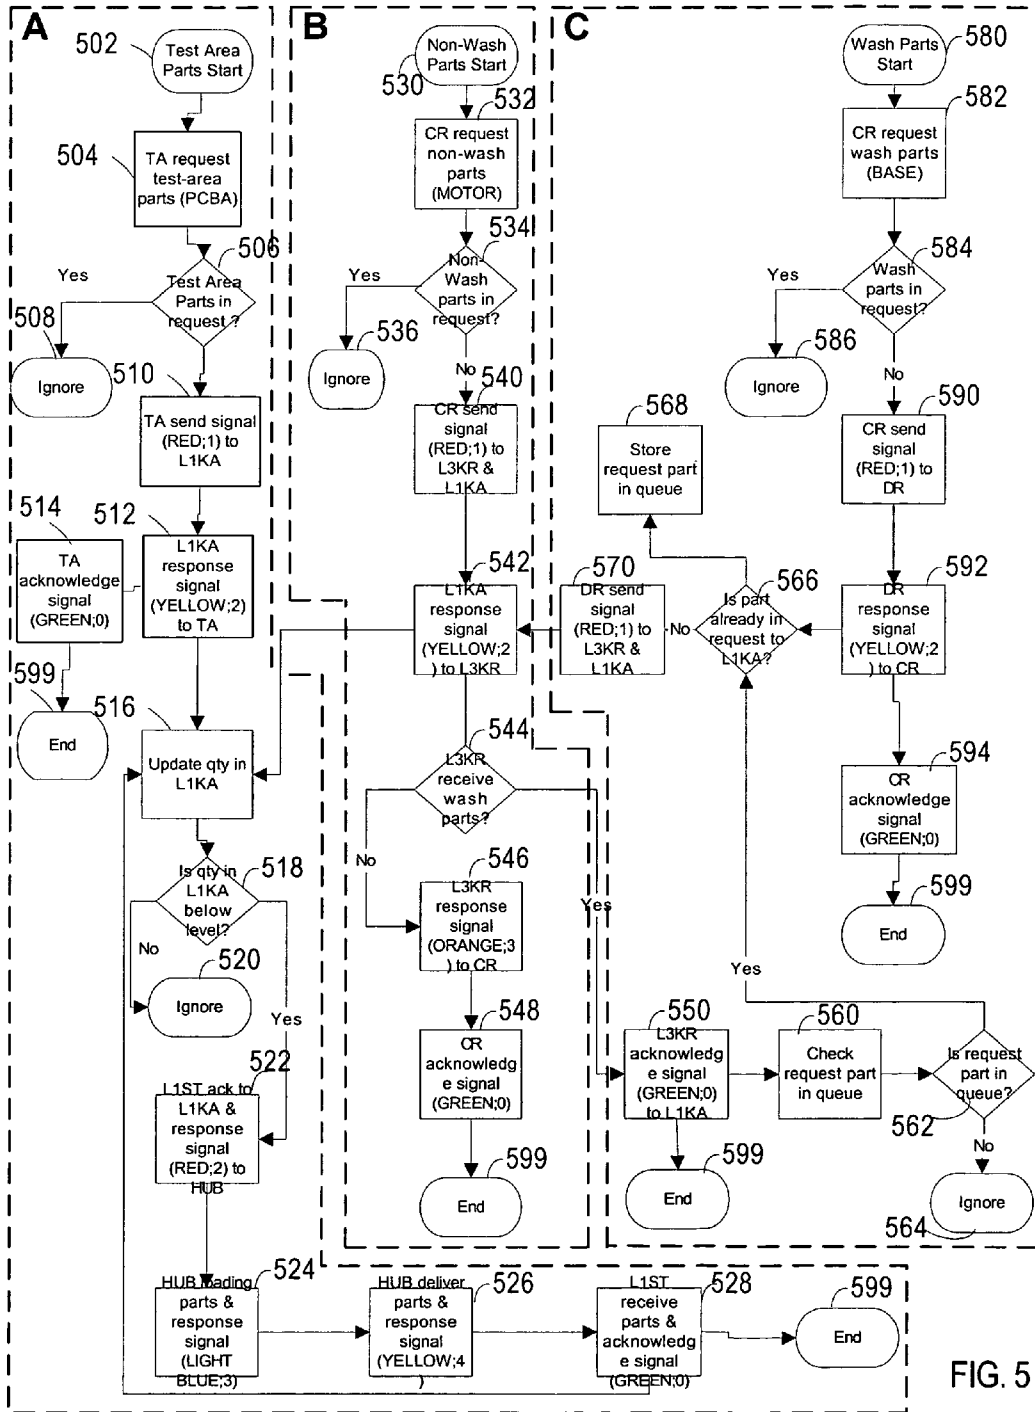 A
502
Test Area
Parts Start
504
TA request
test-area
parts (PCBA)
506
Test Area
Parts in
request ?
Yes
508
Ignore
510
TA send signal
(RED;1) to
L1KA
512
L1KA
response
signal
(YELLOW;2)
to TA
514
TA
acknowledge
signal
(GREEN;0)
599
End
516
Update qty in
L1KA
518
Is qty in
L1KA
below
level?
No
520
Ignore
Yes
522
L1ST ack to
L1KA &
response
signal
(RED;2) to
HUB
524
HUB loading
parts &
response
signal
(LIGHT
BLUE;3)
526
HUB deliver
parts &
response
signal
(YELLOW;4
)
528
L1ST
receive
parts &
acknowledg
e signal
(GREEN;0)
599
End
B
Non-Wash
Parts Start
530
532
CR request
non-wash
parts
(MOTOR)
534
Non-
Wash
parts in
request?
Yes
536
Ignore
No
540
CR send
signal
(RED;1) to
L3KR &
L1KA
542
L1KA
response
signal
(YELLOW;2
) to L3KR
544
L3KR
receive
wash
parts?
No
546
L3KR
response
signal
(ORANGE;3
) to CR
548
CR
acknowledg
e signal
(GREEN;0)
599
End
Yes
C
Wash Parts
Start
580
582
CR request
wash parts
(BASE)
584
Wash
parts in
request?
Yes
586
Ignore
No
590
CR send
signal
(RED;1) to
DR
592
DR
response
signal
(YELLOW;2
) to CR
594
CR
acknowledge
signal
(GREEN;0)
599
End
566
Is part
already in
request to
L1KA?
568
Store
request part
in queue
No
570
DR send
signal
(RED;1) to
L3KR &
L1KA
Yes
550
L3KR
acknowledg
e signal
(GREEN;0)
to L1KA
599
End
560
Check
request part
in queue
Is request
part in
queue?
562
No
Ignore
564
FIG. 5